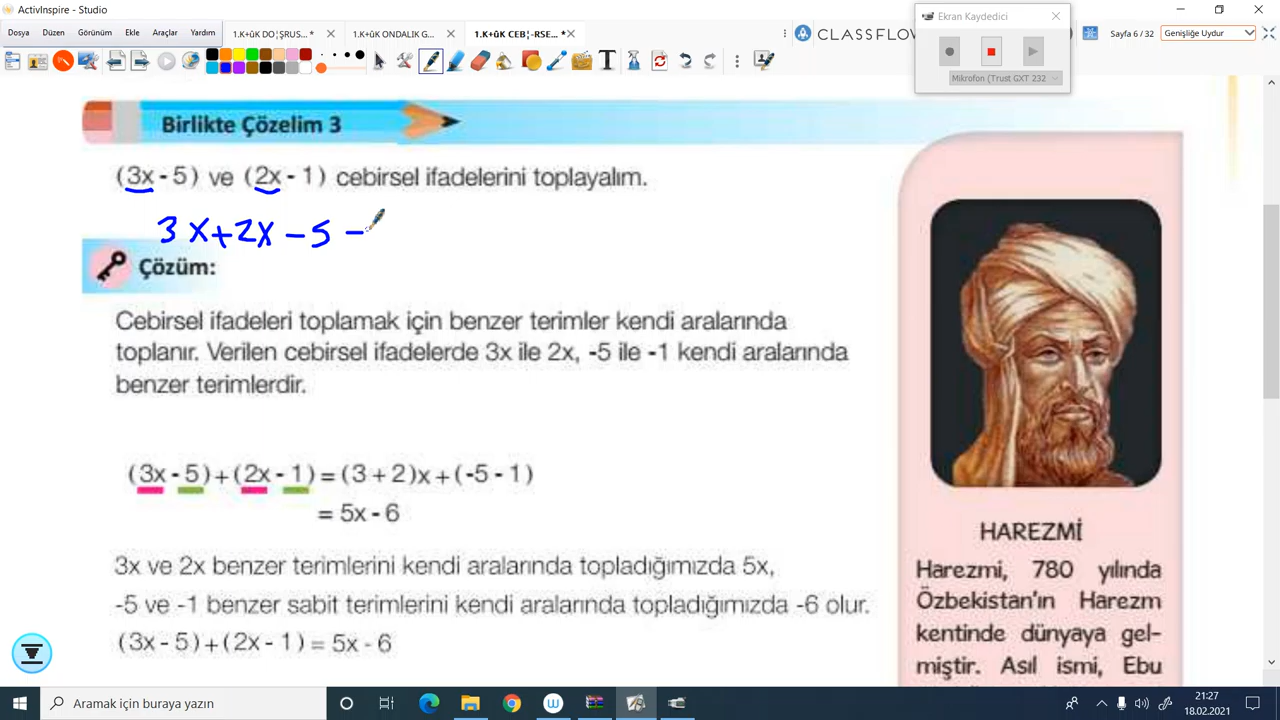 ActivInspire - Studio
Dosya Düzen Görünüm Ekle Araçlar Yardım
1.K+ûK DO¦ŞRUS... *
1.K+ûK KNDALIK G...
1.K+ûK CEB¦-RSE... *
CLASSFLOW
Sayfa 6 / 32
Genişliğe Uydur
Ekran Kaydedici
Mikrofon (Trust GXT 232
Birlikte Çözelim 3
(3x - 5) ve (2x - 1) cebirsel ifadelerini toplayalım.
3x+2x -5 -
Çözüm:
Cebirsel ifadeleri toplamak için benzer terimler kendi aralarında
toplanır. Verilen cebirsel ifadelerde 3x ile 2x, -5 ile -1 kendi aralarında
benzer terimlerdir.
(3x - 5)+(2x - 1) = (3 + 2)x + (-5 - 1)
= 5x - 6
3x ve 2x benzer terimlerini kendi aralarında topladığımızda 5x,
-5 ve -1 benzer sabit terimlerini kendi aralarında topladığımızda -6 olur.
(3x - 5)+(2x - 1) = 5x - 6
HAREZMİ
Harezmi, 780 yılında
Özbekistan'ın Harezm
kentinde dünyaya gel-
miştir. Asıl ismi, Ebu
Aramak için buraya yazın
21:27
18.02.2021